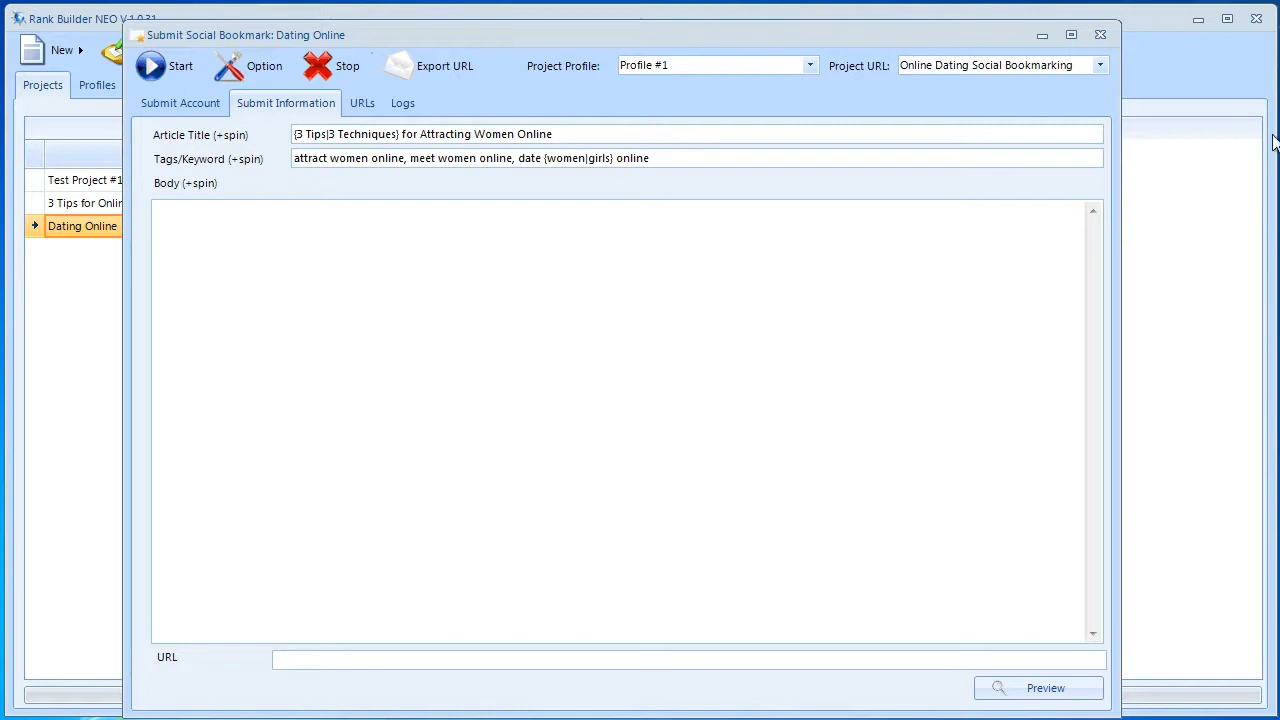 Rank Builder NEO V.1.0.31
Submit Social Bookmark: Dating Online
New
Start
Option
Stop
Export URL
Project Profile:
Profile #1
Project URL:
Online Dating Social Bookmarking
Projects
Profiles
Submit Account
Submit Information
URLs
Logs
Article Title (+spin)
{3 Tips|3 Techniques} for Attracting Women Online
Tags/Keyword (+spin)
attract women online, meet women online, date {women|girls} online
Body (+spin)
Test Project #1
3 Tips for Onlin
Dating Online
URL
Preview